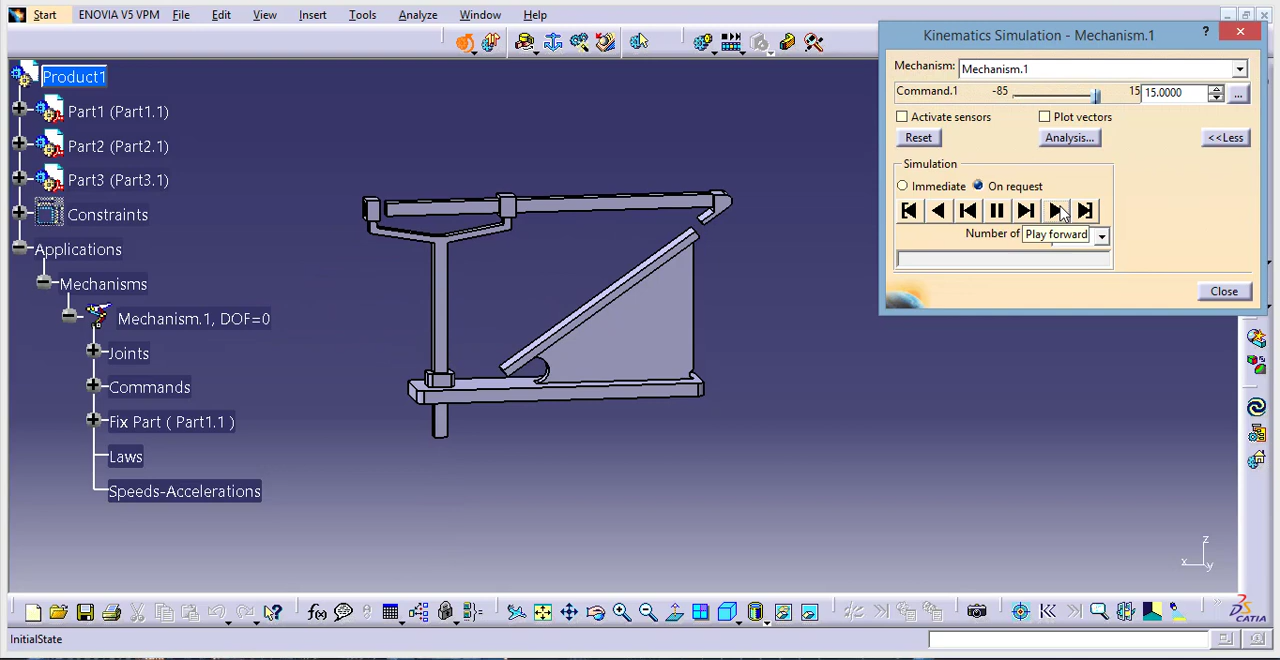 Start ENOVIA V5 VPM File Edit View Insert Tools Analyze Window Help
Kinematics Simulation - Mechanism.1 ?
Mechanism: Mechanism.1
Command.1 -85 15 15.0000 ...
Activate sensors Plot vectors
Reset Analysis... <<Less
Simulation
Immediate On request
Number of
Play forward
Close
Product1
Part1 (Part1.1)
Part2 (Part2.1)
Part3 (Part3.1)
Constraints
Applications
Mechanisms
Mechanism.1, DOF=0
Joints
Commands
Fix Part ( Part1.1 )
Laws
Speeds-Accelerations
z
x y
f(x)
DS CATIA
InitialState